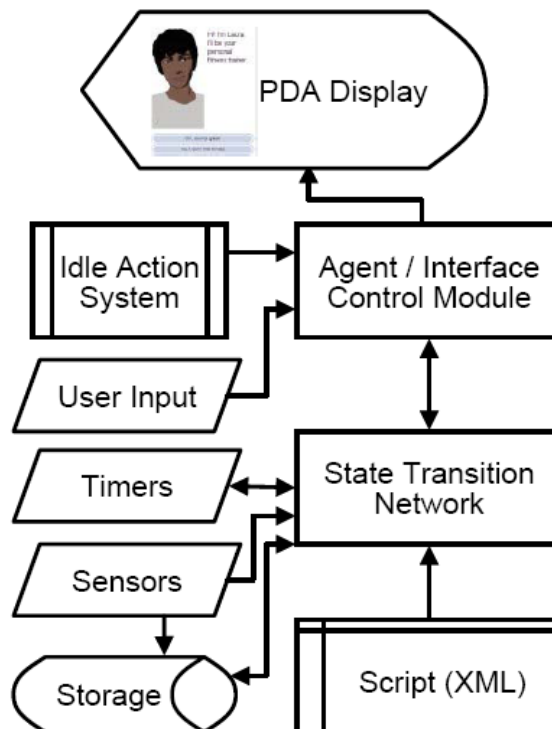 Hi! I'm Laura.
I'll be your
personal
fitness trainer.
PDA Display
Idle Action
System
Agent / Interface
Control Module
User Input
Timers
State Transition
Network
Sensors
Storage
Script (XML)